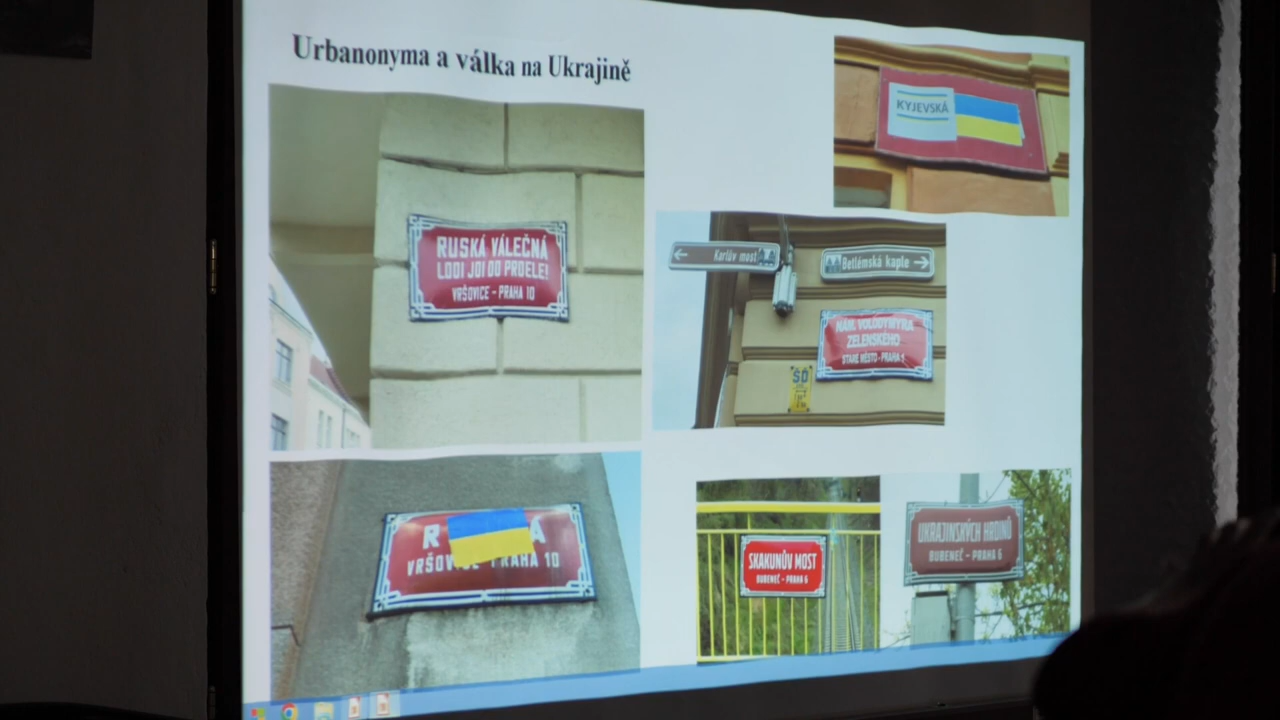 Urbanonyma a válka na Ukrajině
KYJEVSKÁ
RUSKÁ VÁLEČNÁ
LODI JDI DO PRDELE!
VRŠOVICE - PRAHA 10
Karlův most
Betlémská kaple
NÁM. VOLODYMYRA
ZELENSKÉHO
STARÉ MĚSTO - PRAHA 1
ŠD
R A
VRŠOVICE - PRAHA 10
SKAKUNŮV MOST
BUBENEČ - PRAHA 6
UKRAJINSKÝCH HRDINŮ
BUBENEČ - PRAHA 6